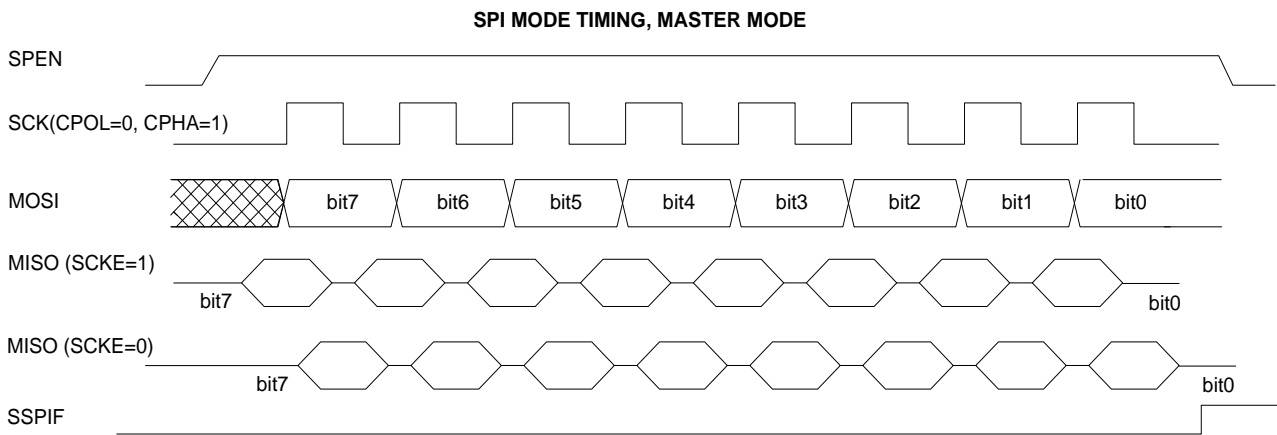 SPI MODE TIMING, MASTER MODE
SPEN
SCK(CPOL=0, CPHA=1)
MOSI bit7 bit6 bit5 bit4 bit3 bit2 bit1 bit0
MISO (SCKE=1)
bit7 bit0
MISO (SCKE=0)
bit7 bit0
SSPIF